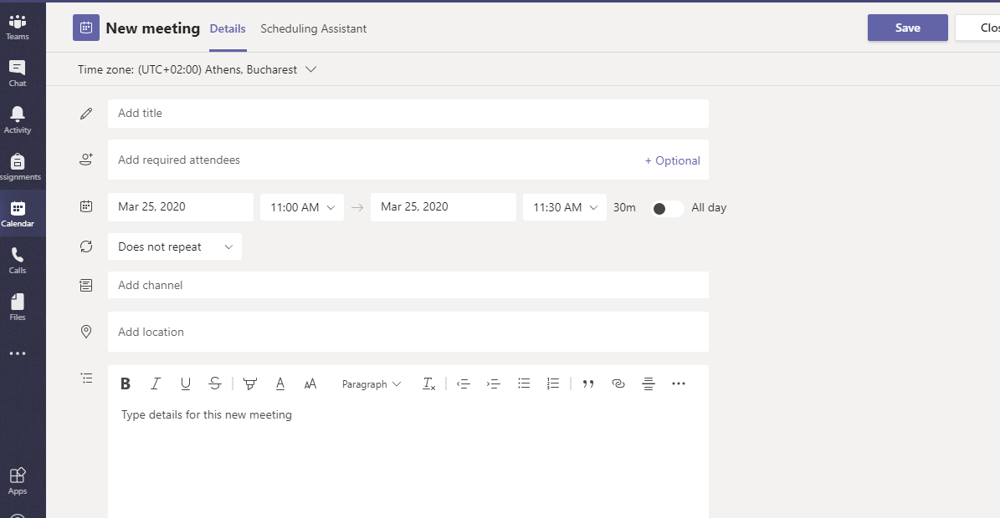 Teams
Chat
Activity
ssignments
Calendar
Calls
Files
Apps
New meeting Details Scheduling Assistant Save Clos
Time zone: (UTC+02:00) Athens, Bucharest
Add title
Add required attendees + Optional
Mar 25, 2020 11:00 AM → Mar 25, 2020 11:30 AM 30m All day
Does not repeat
Add channel
Add location
B I U S A AA Paragraph Tx
Type details for this new meeting